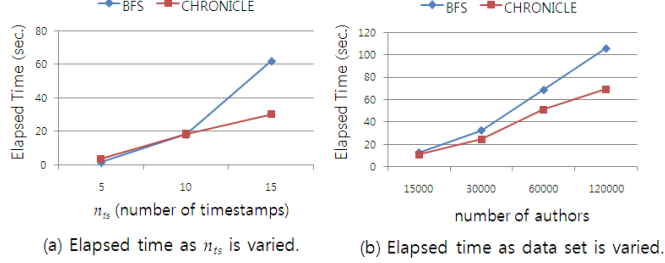 BFS CHRONICLE
Elapsed Time (sec.)
80
60
40
20
0
5 10 15
n_ts (number of timestamps)
(a) Elapsed time as n_ts is varied.
BFS CHRONICLE
Elapsed Time (sec.)
120
100
80
60
40
20
0
15000 30000 60000 120000
number of authors
(b) Elapsed time as data set is varied.